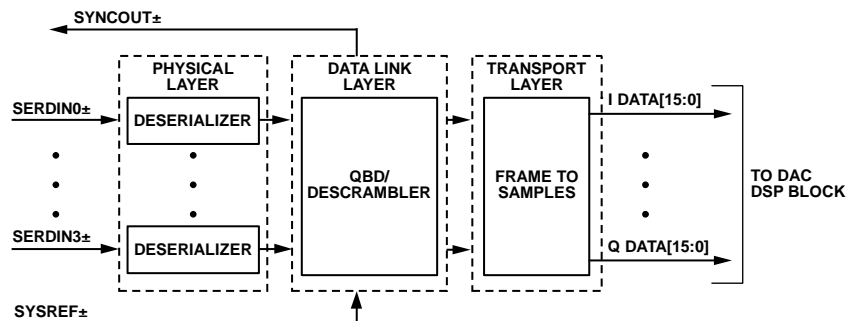 SYNCOUT±
PHYSICAL
LAYER
DATA LINK
LAYER
TRANSPORT
LAYER
SERDIN0±
DESERIALIZER
I DATA[15:0]
QBD/
DESCRAMBLER
FRAME TO
SAMPLES
TO DAC
DSP BLOCK
SERDIN3±
DESERIALIZER
Q DATA[15:0]
SYSREF±